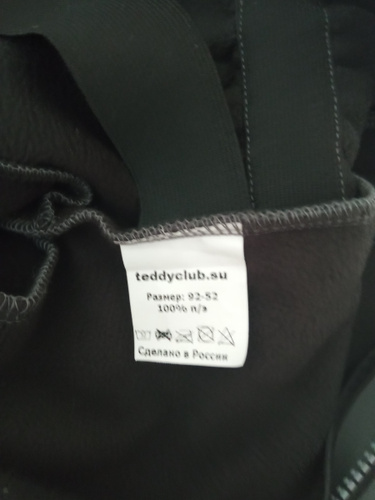 teddyclub.su
Размер: 92-52
100% п/э
Сделано в России